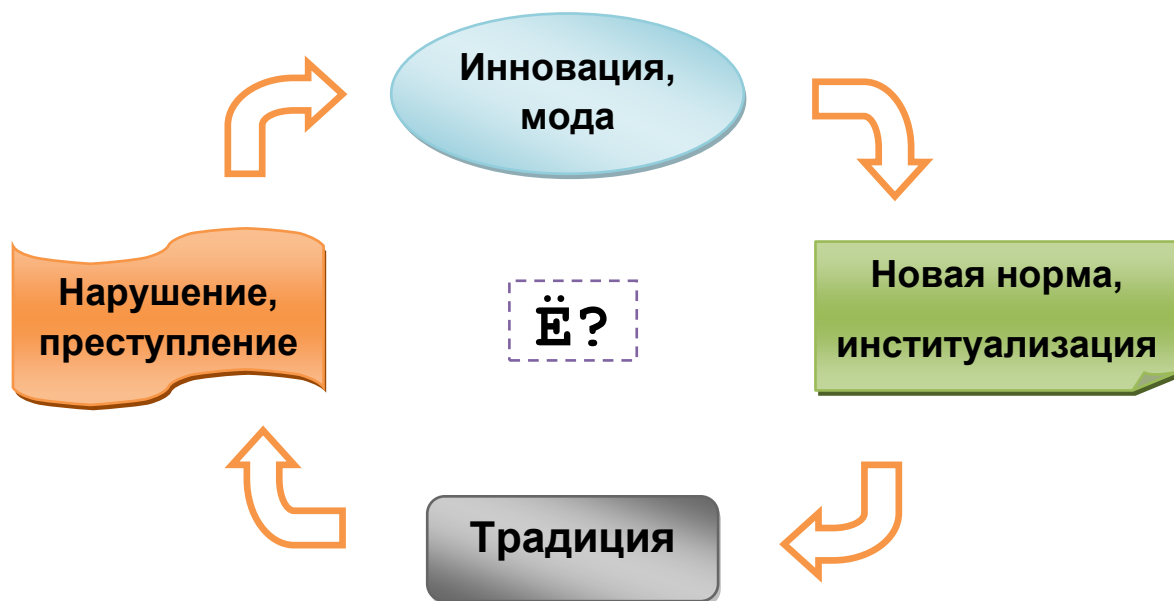 Инновация,
мода
Нарушение,
преступление
Ё?
Новая норма,
институализация
Традиция